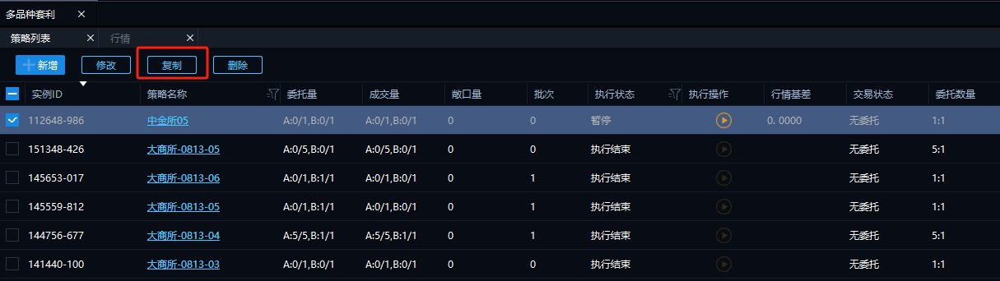 多品种套利
策略列表 行情
新增 修改 复制 删除
实例ID 策略名称 委托量 成交量 敞口量 批次 执行状态 执行操作 行情基差 交易状态 委托数量
112648-986 中金所05 A:0/1,B:0/1 A:0/1,B:0/1 0 0 暂停 0.0000 无委托 1:1
151348-426 大商所-0813-05 A:0/5,B:0/1 A:0/5,B:0/1 0 0 执行结束 无委托 5:1
145653-017 大商所-0813-06 A:0/1,B:1/1 A:0/1,B:0/1 0 1 执行结束 无委托 1:1
145559-812 大商所-0813-05 A:0/1,B:1/1 A:0/1,B:0/1 0 1 执行结束 无委托 1:1
144756-677 大商所-0813-04 A:5/5,B:1/1 A:5/5,B:1/1 0 1 执行结束 无委托 5:1
141440-100 大商所-0813-03 A:0/1,B:0/1 A:0/1,B:0/1 0 0 执行结束 无委托 1:1